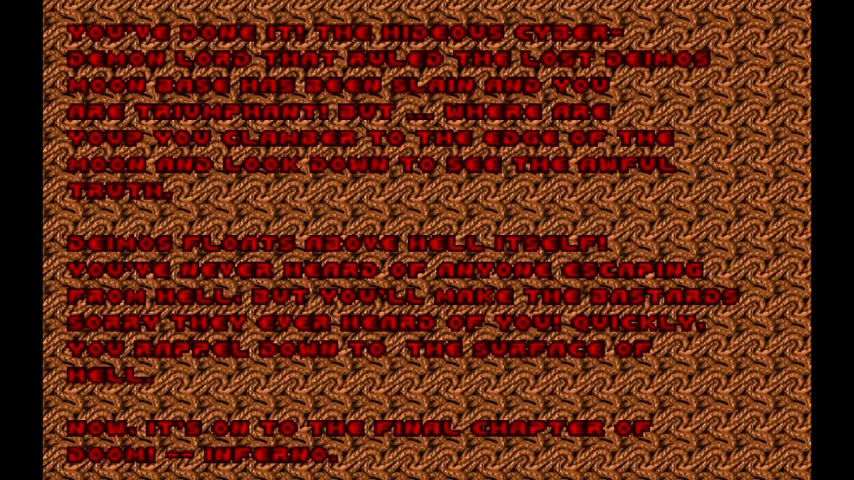 YOU'VE DONE IT! THE HIDEOUS CYBER-
DEMON LORD THAT RULED THE LOST DEIMOS
MOON BASE HAS BEEN SLAIN AND YOU
ARE TRIUMPHANT! BUT ... WHERE ARE
YOU? YOU CLAMBER TO THE EDGE OF THE
MOON AND LOOK DOWN TO SEE THE AWFUL
TRUTH.

DEIMOS FLOATS ABOVE HELL ITSELF!
YOU'VE NEVER HEARD OF ANYONE ESCAPING
FROM HELL, BUT YOU'LL MAKE THE BASTARDS
SORRY THEY EVER HEARD OF YOU! QUICKLY,
YOU RAPPEL DOWN TO  THE SURFACE OF
HELL.

NOW, IT'S ON TO THE FINAL CHAPTER OF
DOOM! -- INFERNO.